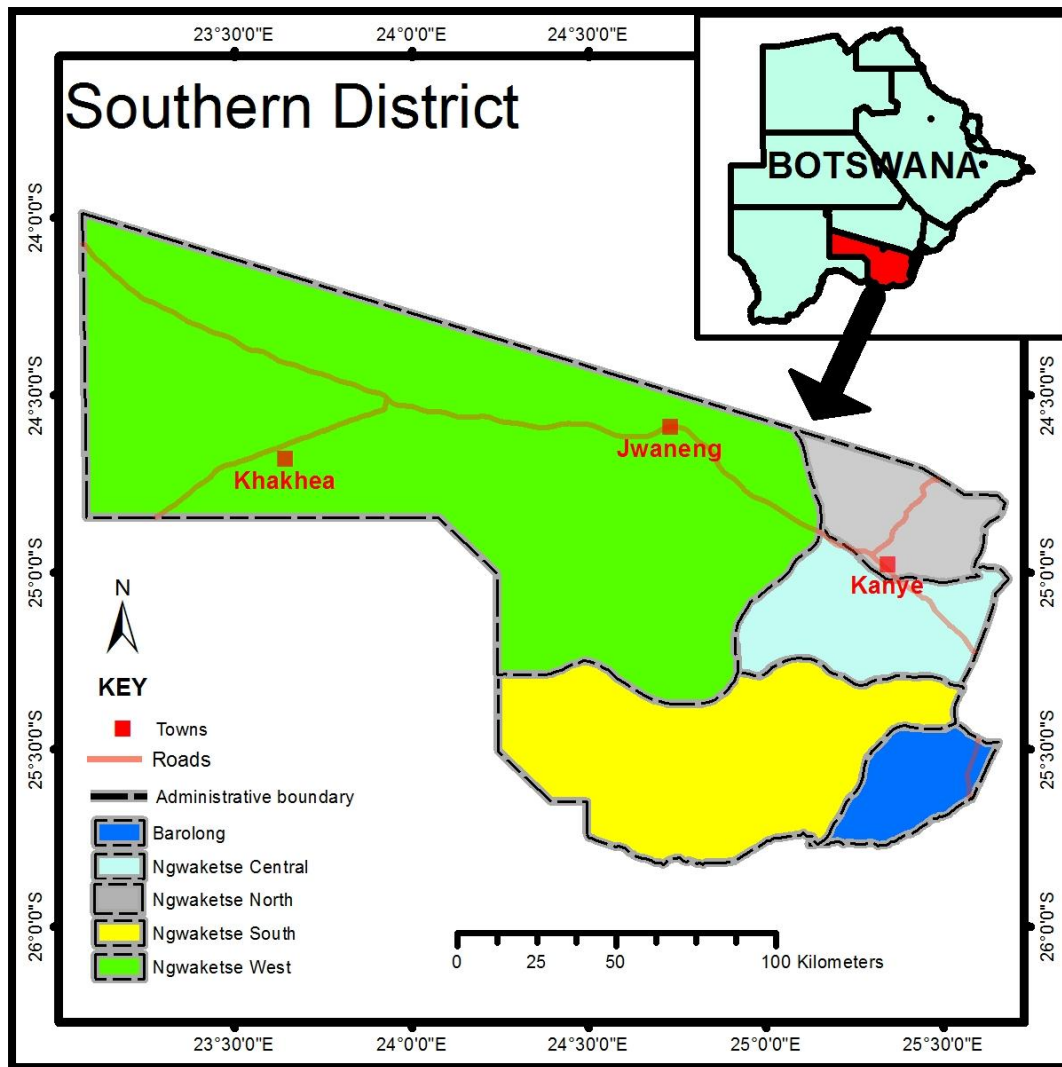 23°30'0"E
24°0'0"E
24°30'0"E
Southern District
BOTSWANA
24°0'0"S
24°30'0"S
24°30'0"S
Jwaneng
Khakhea
Kanye
25°0'0"S
25°0'0"S
N
KEY
Towns
Roads
Administrative boundary
Barolong
Ngwaketse Central
Ngwaketse North
Ngwaketse South
Ngwaketse West
25°30'0"S
25°30'0"S
26°0'0"S
26°0'0"S
0 25 50 100 Kilometers
23°30'0"E
24°0'0"E
24°30'0"E
25°0'0"E
25°30'0"E